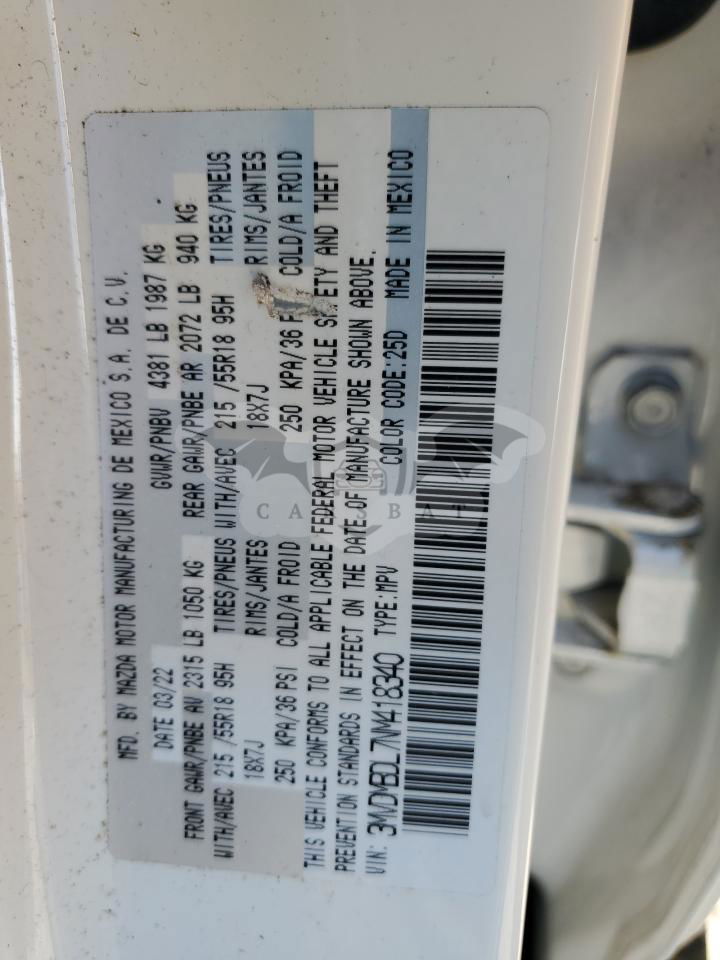 MFD. BY MAZDA MOTOR MANUFACTURING DE MEXICO S.A. DE C.V.
DATE 03/22 GVWR/PNBV 4381 LB 1987 KG
FRONT GAWR/PNBE AV 2315 LB 1050 KG REAR GAWR/PNBE AR 2072 LB 940 KG
WITH/AVEC 215 /55R18 95H TIRES/PNEUS WITH/AVEC 215 /55R18 95H TIRES/PNEUS
18X7J RIMS/JANTES 18X7J RIMS/JANTES
250 KPA/36 PSI COLD/A FROID 250 KPA/36 COLD/A FROID
THIS VEHICLE CONFORMS TO ALL APPLICABLE FEDERAL MOTOR VEHICLE SAFETY AND THEFT
PREVENTION STANDARDS IN EFFECT ON THE DATE OF MANUFACTURE SHOWN ABOVE.
VIN: 3MVDMBDL7NM418340 TYPE:MPV COLOR CODE:25D MADE IN MEXICO
CARSBAT